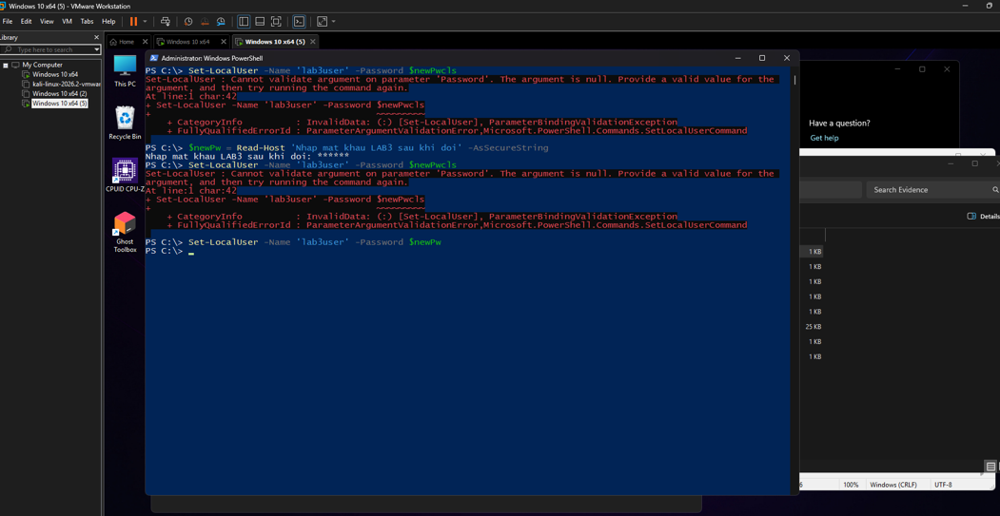 Windows 10 x64 (5) - VMware Workstation
File Edit View VM Tabs Help
Library
Type here to search
My Computer
Windows 10 x64
kali-linux-2026.2-vmwar
Windows 10 x64 (2)
Windows 10 x64 (5)
Home
Windows 10 x64
Windows 10 x64 (5)
This PC
Recycle Bin
CPUID CPU-Z
Ghost
Toolbox
Administrator: Windows PowerShell
PS C:\> Set-LocalUser -Name 'lab3user' -Password $newPwcls
Set-LocalUser : Cannot validate argument on parameter 'Password'. The argument is null. Provide a valid value for the
argument, and then try running the command again.
At line:1 char:42
+ Set-LocalUser -Name 'lab3user' -Password $newPwcls
+                                          ~~~~~~~~~
    + CategoryInfo          : InvalidData: (:) [Set-LocalUser], ParameterBindingValidationException
    + FullyQualifiedErrorId : ParameterArgumentValidationError,Microsoft.PowerShell.Commands.SetLocalUserCommand
PS C:\> $newPw = Read-Host 'Nhap mat khau LAB3 sau khi doi' -AsSecureString
Nhap mat khau LAB3 sau khi doi: ******
PS C:\> Set-LocalUser -Name 'lab3user' -Password $newPwcls
Set-LocalUser : Cannot validate argument on parameter 'Password'. The argument is null. Provide a valid value for the
argument, and then try running the command again.
At line:1 char:42
+ Set-LocalUser -Name 'lab3user' -Password $newPwcls
+                                          ~~~~~~~~~
    + CategoryInfo          : InvalidData: (:) [Set-LocalUser], ParameterBindingValidationException
    + FullyQualifiedErrorId : ParameterArgumentValidationError,Microsoft.PowerShell.Commands.SetLocalUserCommand
PS C:\> Set-LocalUser -Name 'lab3user' -Password $newPw
PS C:\>
Have a question?
Get help
Search Evidence
Details
1 KB
1 KB
1 KB
1 KB
1 KB
25 KB
1 KB
1 KB
100% Windows (CRLF) UTF-8